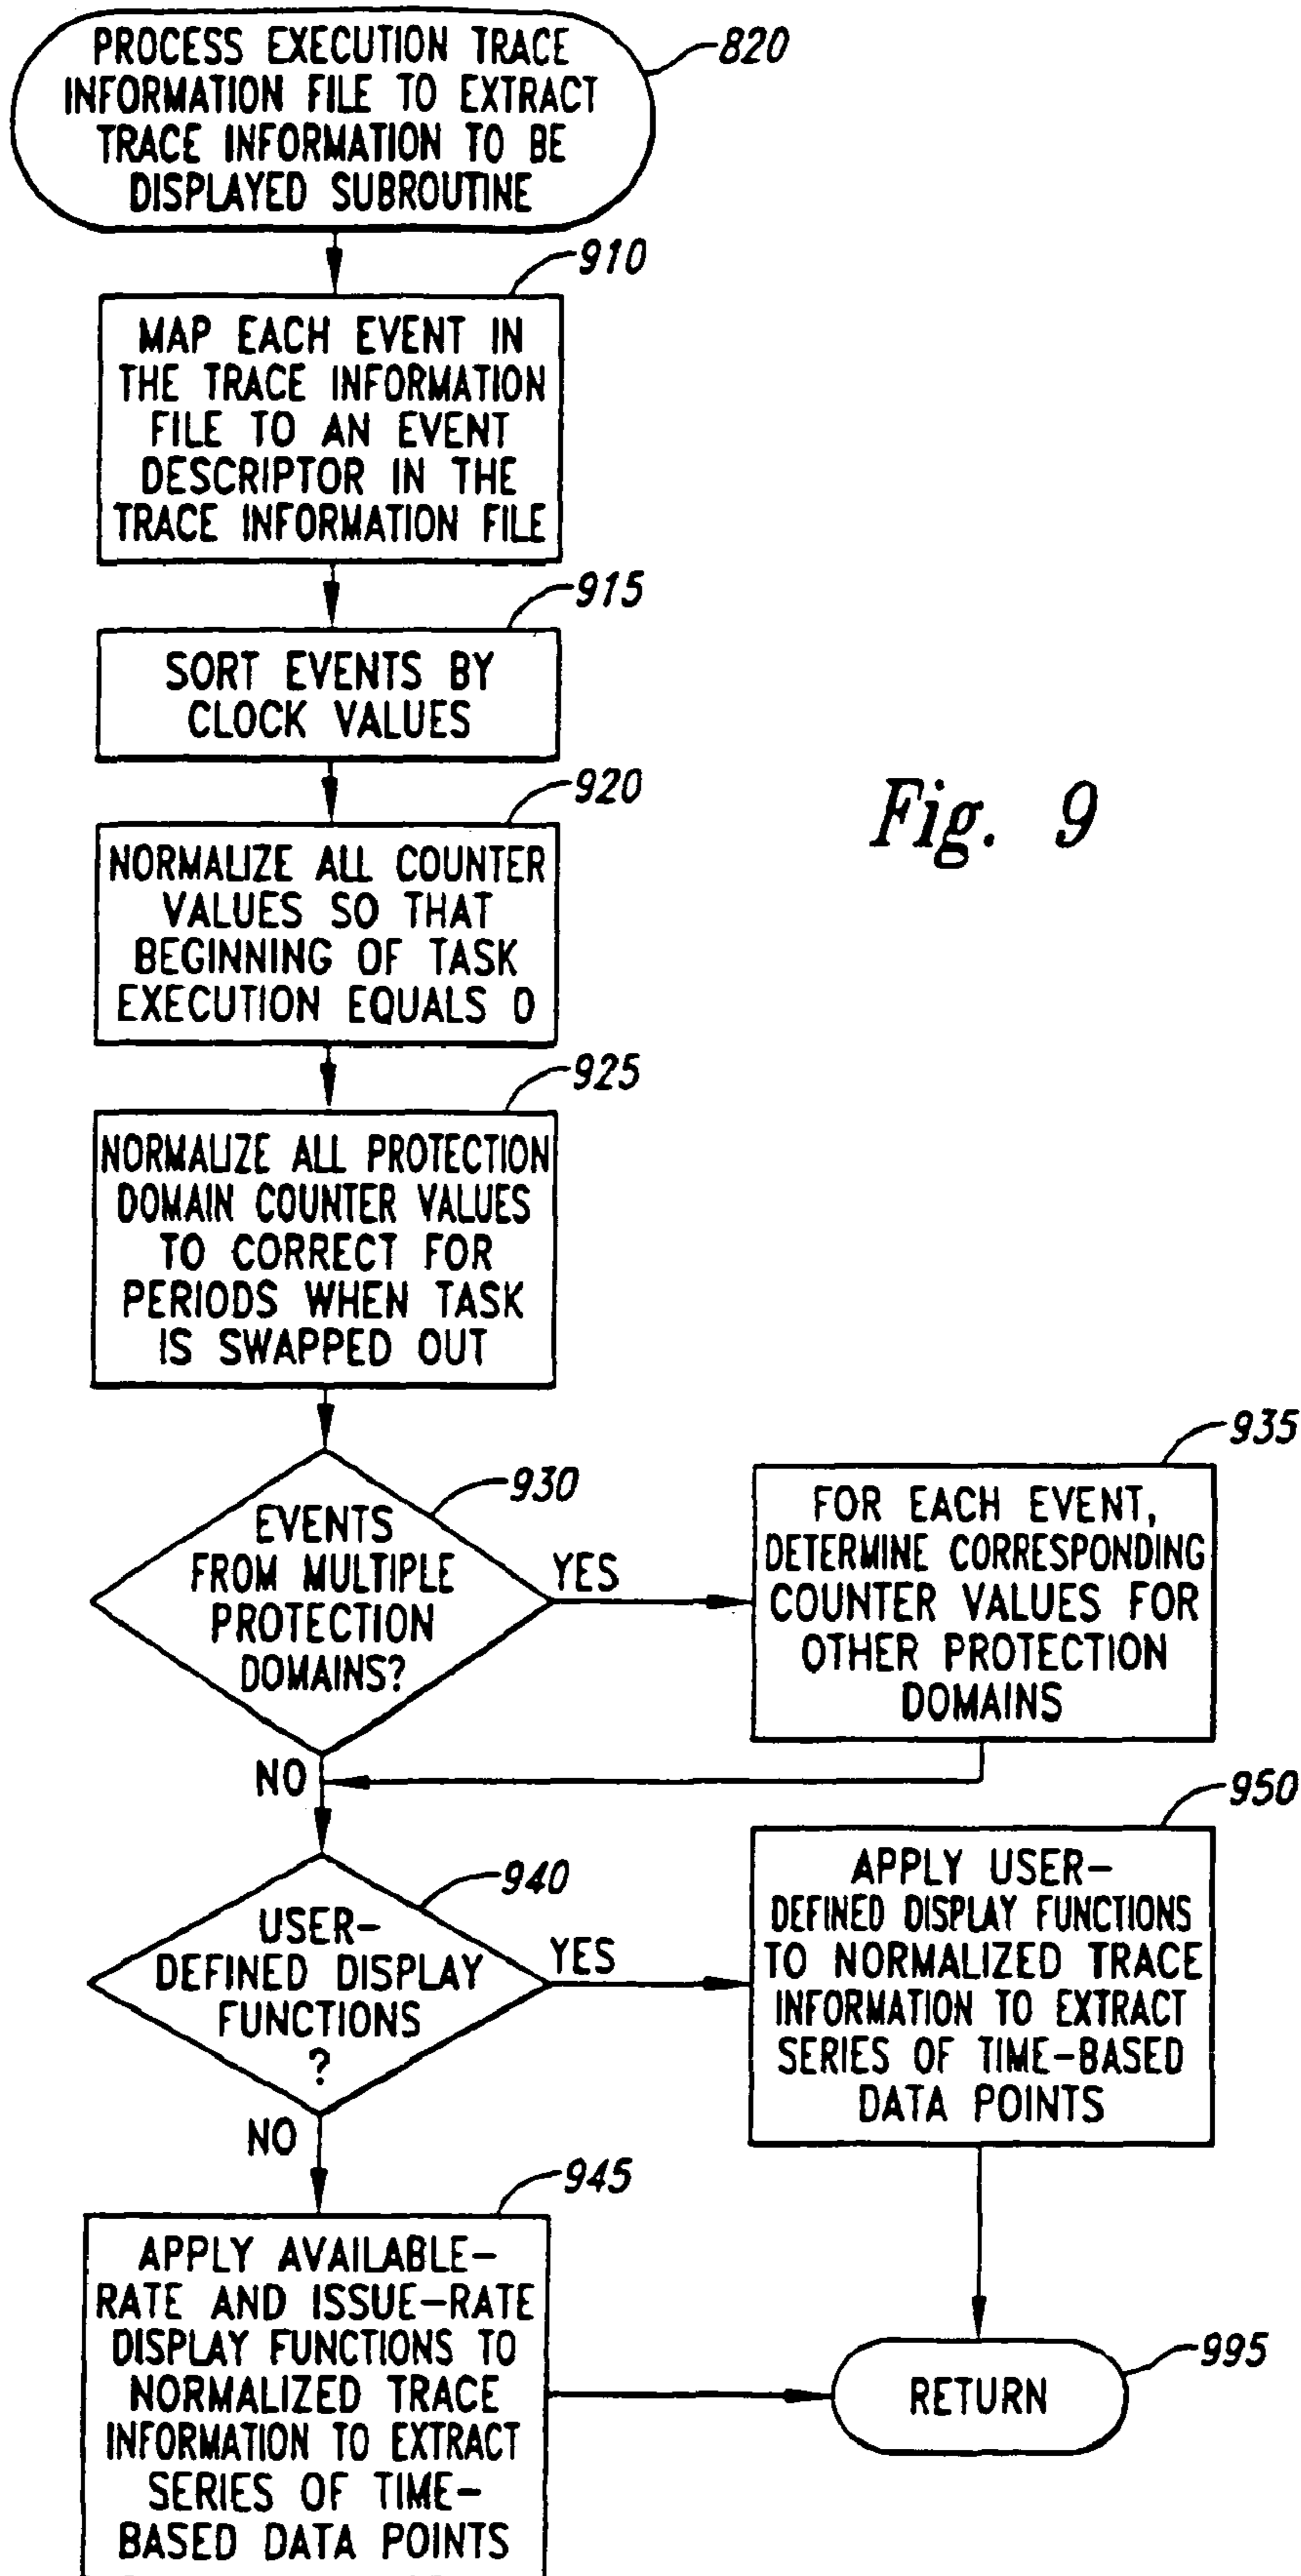 PROCESS EXECUTION TRACE
INFORMATION FILE TO EXTRACT
TRACE INFORMATION TO BE
DISPLAYED SUBROUTINE
820
910
MAP EACH EVENT IN
THE TRACE INFORMATION
FILE TO AN EVENT
DESCRIPTOR IN THE
TRACE INFORMATION FILE
915
SORT EVENTS BY
CLOCK VALUES
920
NORMALIZE ALL COUNTER
VALUES SO THAT
BEGINNING OF TASK
EXECUTION EQUALS 0
Fig. 9
925
NORMALIZE ALL PROTECTION
DOMAIN COUNTER VALUES
TO CORRECT FOR
PERIODS WHEN TASK
IS SWAPPED OUT
930
EVENTS
FROM MULTIPLE
PROTECTION
DOMAINS?
YES
NO
935
FOR EACH EVENT,
DETERMINE CORRESPONDING
COUNTER VALUES FOR
OTHER PROTECTION
DOMAINS
940
USER-
DEFINED DISPLAY
FUNCTIONS
?
YES
NO
950
APPLY USER-
DEFINED DISPLAY FUNCTIONS
TO NORMALIZED TRACE
INFORMATION TO EXTRACT
SERIES OF TIME-BASED
DATA POINTS
945
APPLY AVAILABLE-
RATE AND ISSUE-RATE
DISPLAY FUNCTIONS TO
NORMALIZED TRACE
INFORMATION TO EXTRACT
SERIES OF TIME-
BASED DATA POINTS
RETURN
995